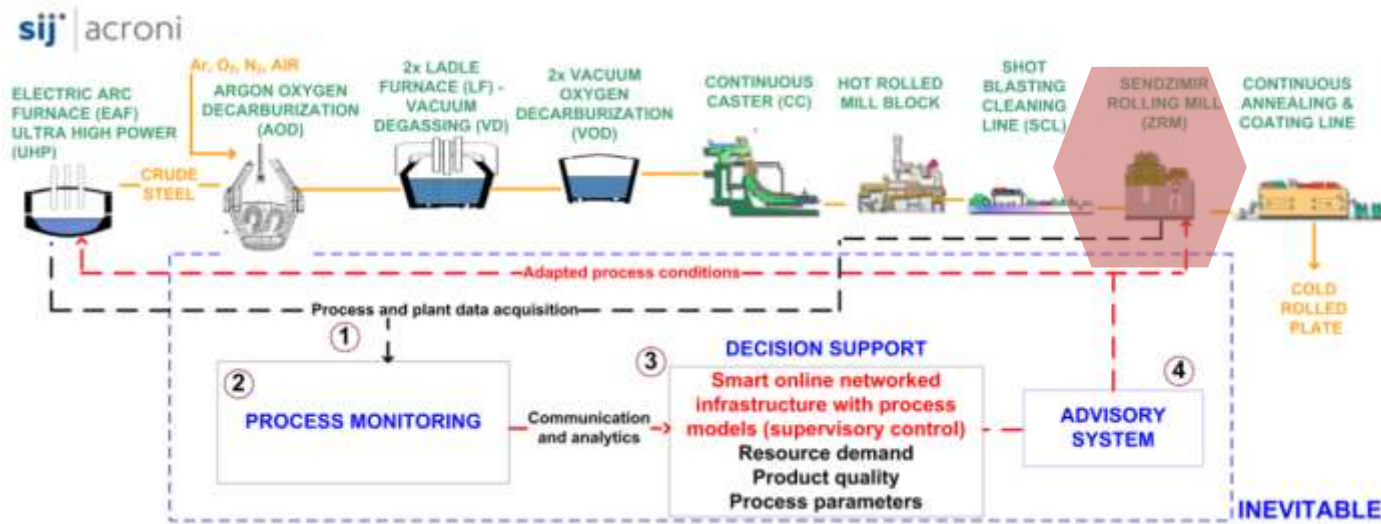 sij acroni
ELECTRIC ARC
FURNACE (EAF)
ULTRA HIGH POWER
(UHP)
CRUDE
STEEL
Ar, O₂, N₂, AIR
ARGON OXYGEN
DECARBURIZATION
(AOD)
2x LADLE
FURNACE (LF) -
VACUUM
DEGASSING (VD)
2x VACUUM
OXYGEN
DECARBURIZATION
(VOD)
CONTINUOUS
CASTER (CC)
HOT ROLLED
MILL BLOCK
SHOT
BLASTING
CLEANING
LINE (SCL)
SENDZIMIR
ROLLING MILL
(ZRM)
CONTINUOUS
ANNEALING &
COATING LINE
COLD
ROLLED
PLATE
Adapted process conditions
Process and plant data acquisition
1
2
PROCESS MONITORING
Communication
and analytics
DECISION SUPPORT
3
Smart online networked
infrastructure with process
models (supervisory control)
Resource demand
Product quality
Process parameters
4
ADVISORY
SYSTEM
INEVITABLE